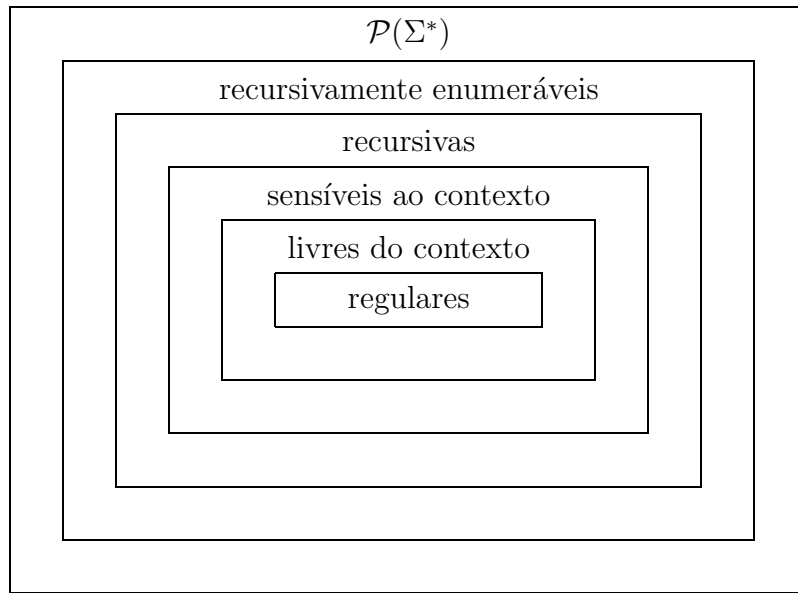 𝒫(Σ*)
recursivamente enumeráveis
recursivas
sensíveis ao contexto
livres do contexto
regulares